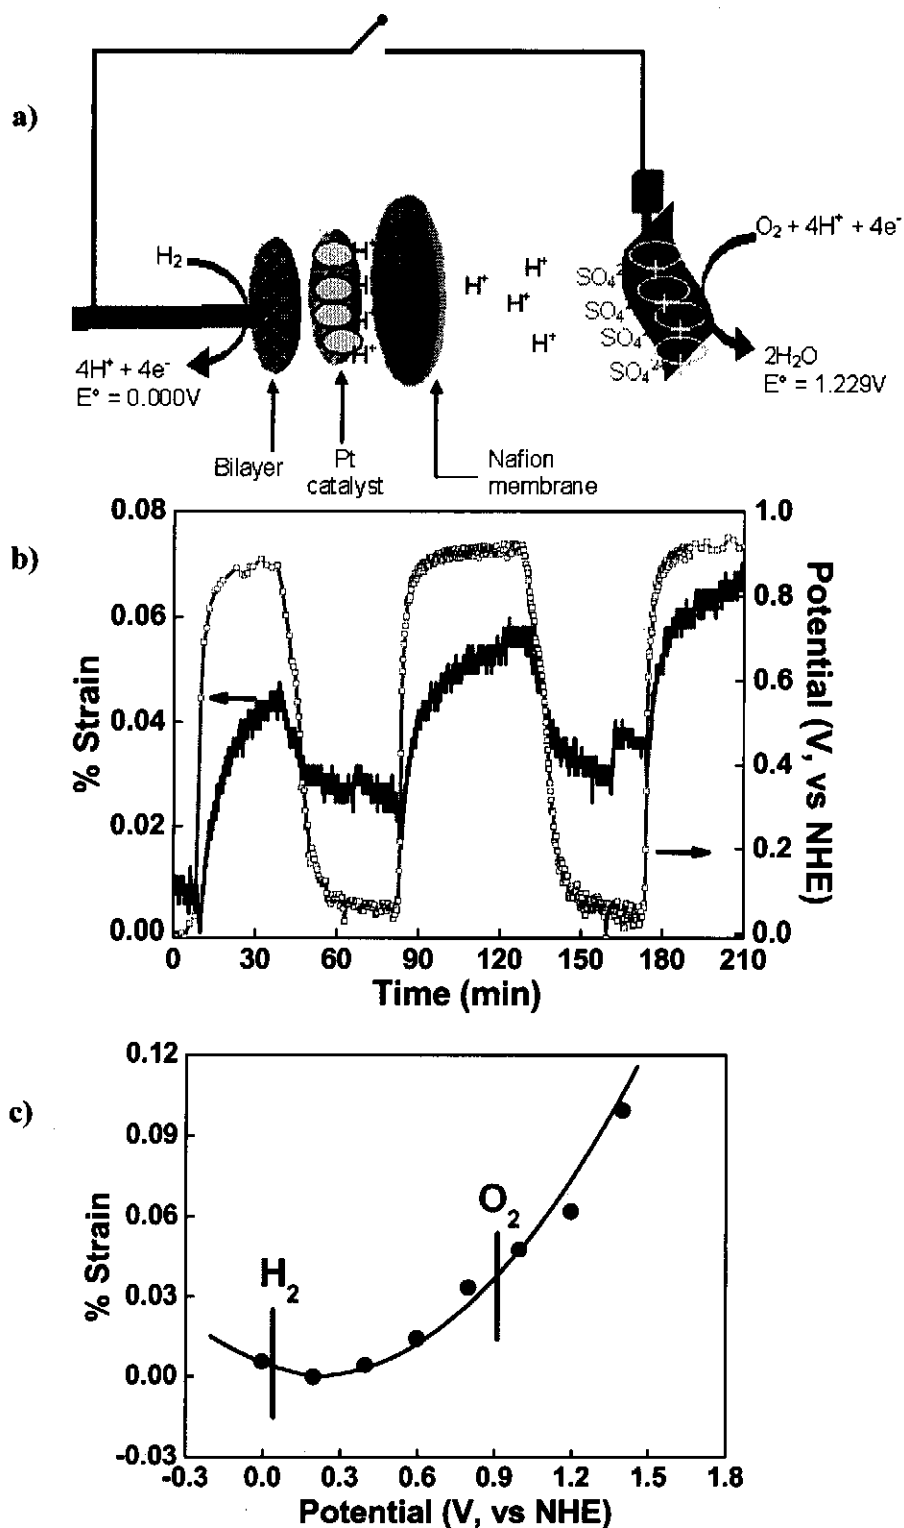 a)
H₂
4H⁺ + 4e⁻
E° = 0.000V
H⁺
H
H⁺
H⁺
H⁺
H⁺
H⁺
H⁺
SO₄²
SO₄
SO₄
SO₄²
O₂ + 4H⁺ + 4e⁻
2H₂O
E° = 1.229V
Bilayer
Pt
catalyst
Nafion
membrane
b)
0.08
0.06
0.04
0.02
0.00
% Strain
1.0
0.8
0.6
0.4
0.2
0.0
Potential (V, vs NHE)
0 30 60 90 120 150 180 210
Time (min)
c)
0.12
0.09
0.06
0.03
0.00
-0.03
% Strain
H₂
O₂
-0.3 0.0 0.3 0.6 0.9 1.2 1.5 1.8
Potential (V, vs NHE)